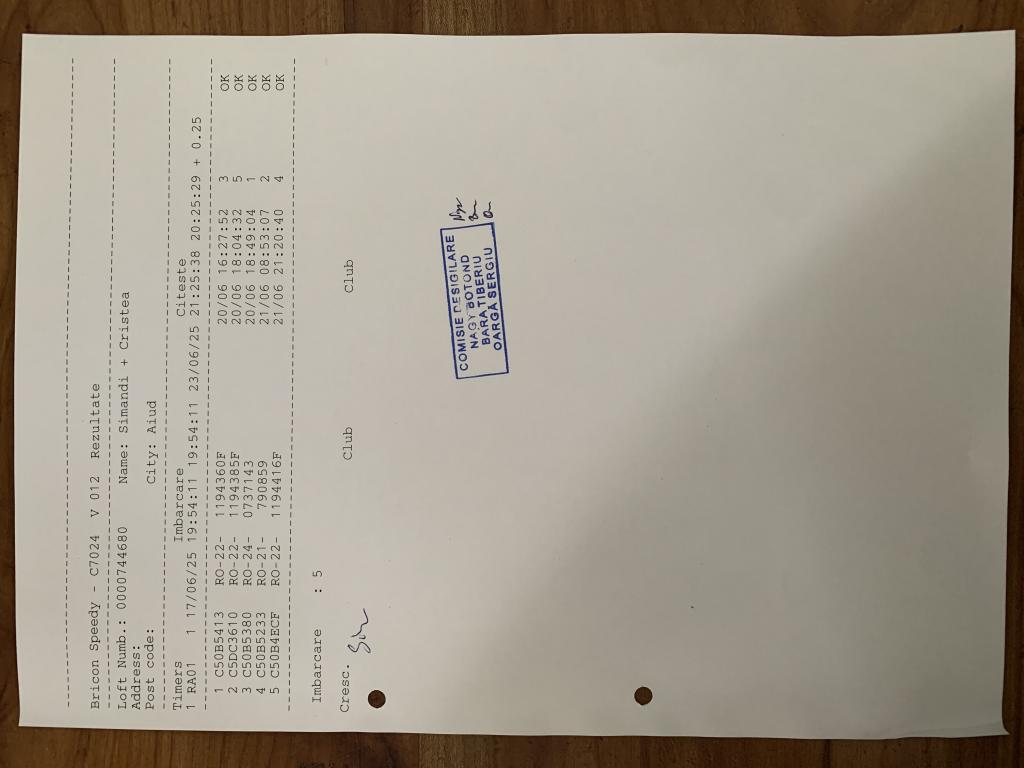 Bricon Speedy - C7024 V 012 Rezultate
Loft Numb.: 0000744680 Name: Simandi + Cristea
Address:
Post code: City: Aiud
Timers Imbarcare Citeste
1 RA01 1 17/06/25 19:54:11 19:54:11 23/06/25 21:25:38 20:25:29 + 0.25
1 C50B5413 RO-22- 1194360F 20/06 16:27:52 3 OK
2 C5DC3610 RO-22- 1194385F 20/06 18:04:32 5 OK
3 C50B5380 RO-24- 0737143 20/06 18:49:04 1 OK
4 C50B5233 RO-21- 790859 21/06 08:53:07 2 OK
5 C50B4ECF RO-22- 1194416F 21/06 21:20:40 4 OK
Imbarcare : 5
Cresc. Club Club
COMISIE DESIGILARE
NAGY BOTOND
BARA TIBERIU
OARGĂ SERGIU